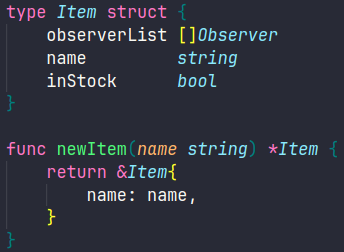 type Item struct {
    observerList []Observer
    name         string
    inStock      bool
}

func newItem(name string) *Item {
    return &Item{
        name: name,
    }
}